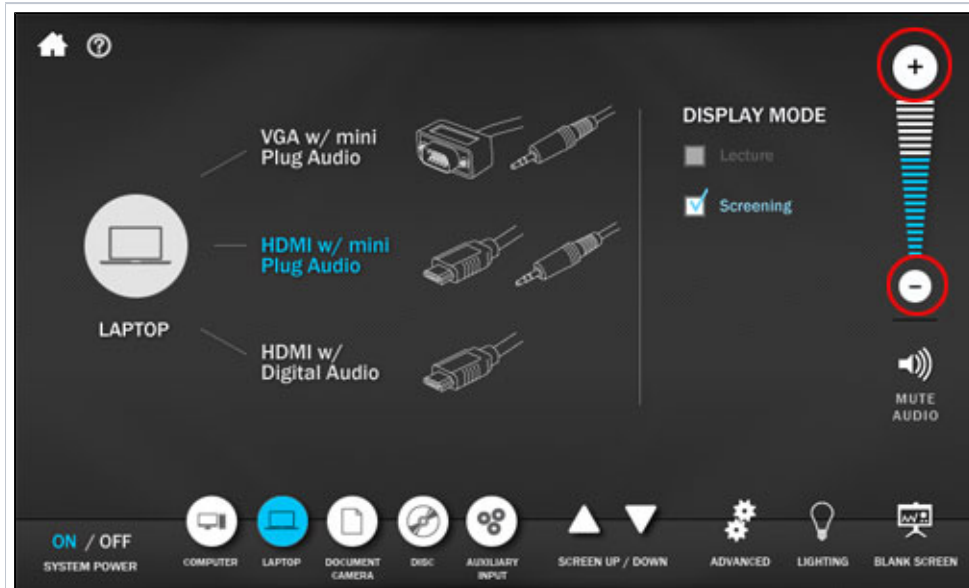 ?
VGA w/ mini
Plug Audio
HDMI w/ mini
Plug Audio
HDMI w/
Digital Audio
LAPTOP
DISPLAY MODE
Lecture
Screening
+
-
MUTE
AUDIO
ON / OFF
SYSTEM POWER
COMPUTER
LAPTOP
DOCUMENT
CAMERA
DISC
AUXILIARY
INPUT
SCREEN UP / DOWN
ADVANCED
LIGHTING
BLANK SCREEN